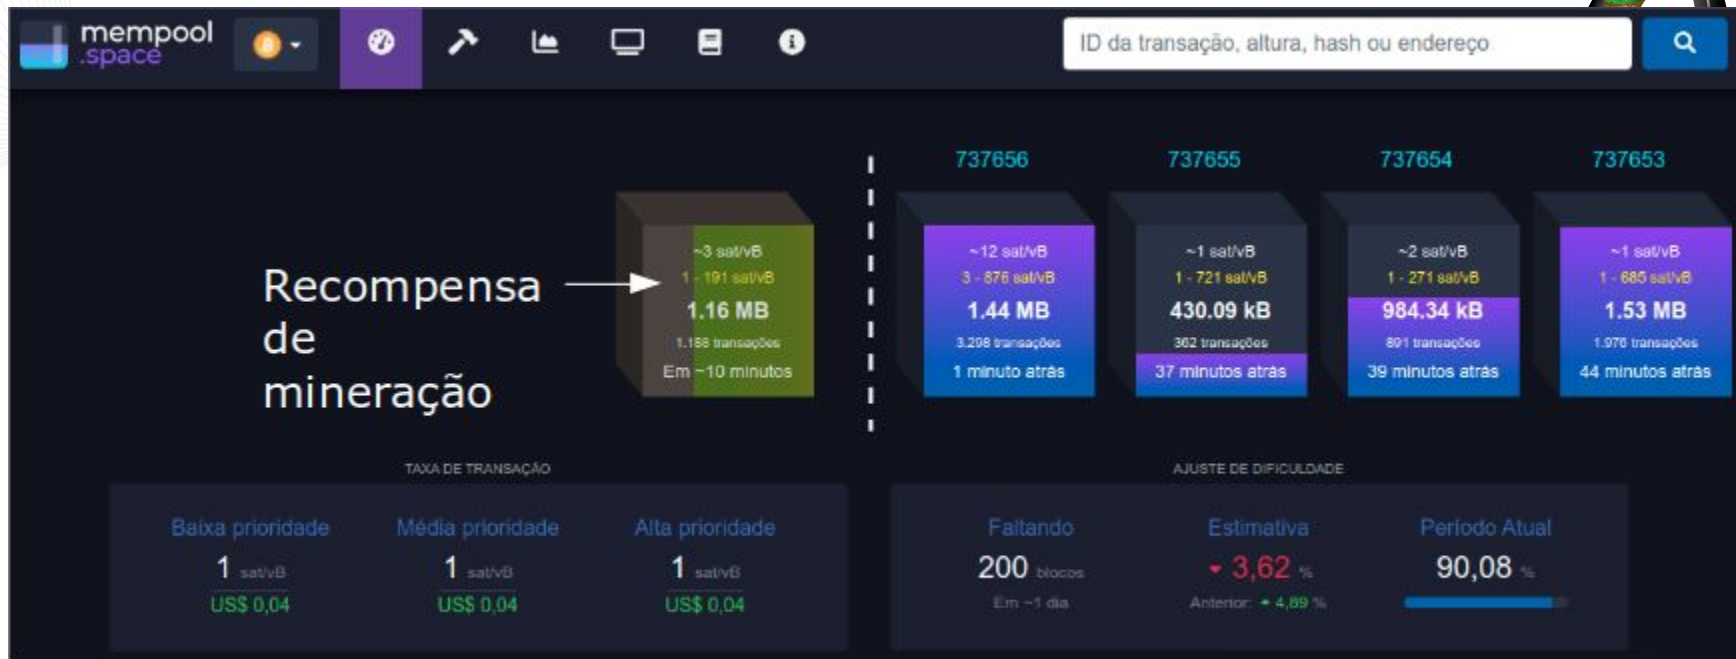 mempool
.space
ID da transação, altura, hash ou endereço
737656
737655
737654
737653
Recompensa
de
mineração
~3 sat/vB
1 - 191 sat/vB
1.16 MB
1.188 transações
Em ~10 minutos
~12 sat/vB
3 - 876 sat/vB
1.44 MB
3.298 transações
1 minuto atrás
~1 sat/vB
1 - 721 sat/vB
430.09 kB
362 transações
37 minutos atrás
~2 sat/vB
1 - 271 sat/vB
984.34 kB
891 transações
39 minutos atrás
~1 sat/vB
1 - 685 sat/vB
1.53 MB
1.976 transações
44 minutos atrás
TAXA DE TRANSAÇÃO
Baixa prioridade
1 sat/vB
US$ 0,04
Média prioridade
1 sat/vB
US$ 0,04
Alta prioridade
1 sat/vB
US$ 0,04
AJUSTE DE DIFICULDADE
Faltando
200 blocos
Em ~1 dia
Estimativa
3,62 %
Anterior: 4,89 %
Período Atual
90,08 %